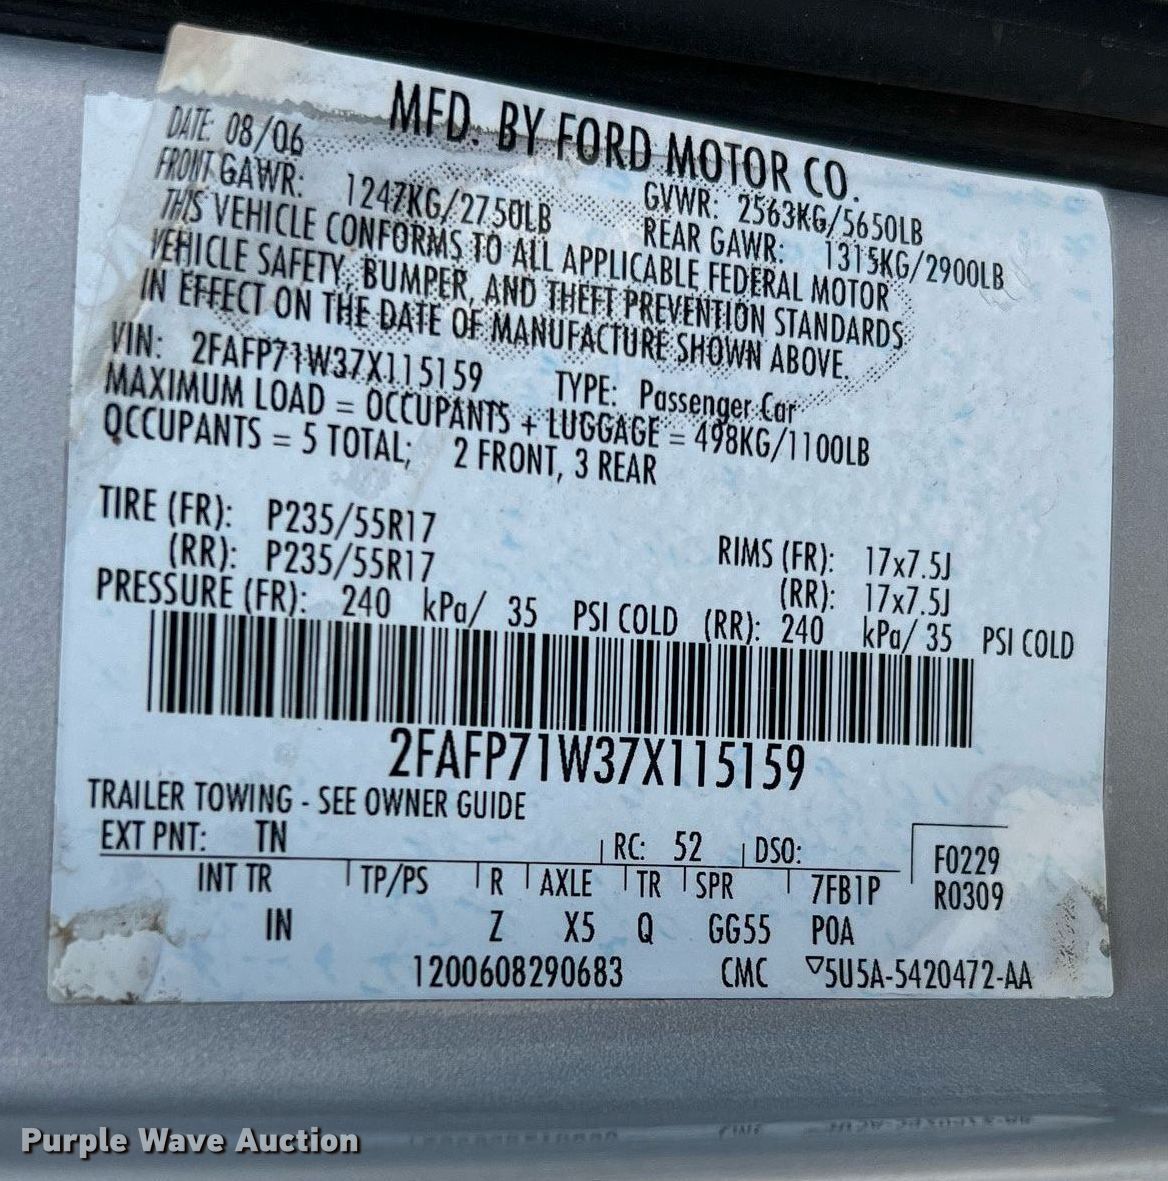 MFD. BY FORD MOTOR CO.
DATE: 08/06 GVWR: 2563KG/5650LB
FRONT GAWR: 1247KG/2750LB REAR GAWR: 1315KG/2900LB
THIS VEHICLE CONFORMS TO ALL APPLICABLE FEDERAL MOTOR
VEHICLE SAFETY, BUMPER, AND THEFT PREVENTION STANDARDS
IN EFFECT ON THE DATE OF MANUFACTURE SHOWN ABOVE.
VIN: 2FAFP71W37X115159 TYPE: Passenger Car
MAXIMUM LOAD = OCCUPANTS + LUGGAGE = 498KG/1100LB
OCCUPANTS = 5 TOTAL; 2 FRONT, 3 REAR
TIRE (FR): P235/55R17 RIMS (FR): 17x7.5J
(RR): P235/55R17 (RR): 17x7.5J
PRESSURE (FR): 240 kPa/ 35 PSI COLD (RR): 240 kPa/ 35 PSI COLD
2FAFP71W37X115159
TRAILER TOWING - SEE OWNER GUIDE
EXT PNT: TN RC: 52 DSO: F0229
INT TR TP/PS R AXLE TR SPR 7FB1P R0309
IN Z X5 Q GG55 POA
1200608290683 CMC ▽5U5A-5420472-AA
Purple Wave Auction